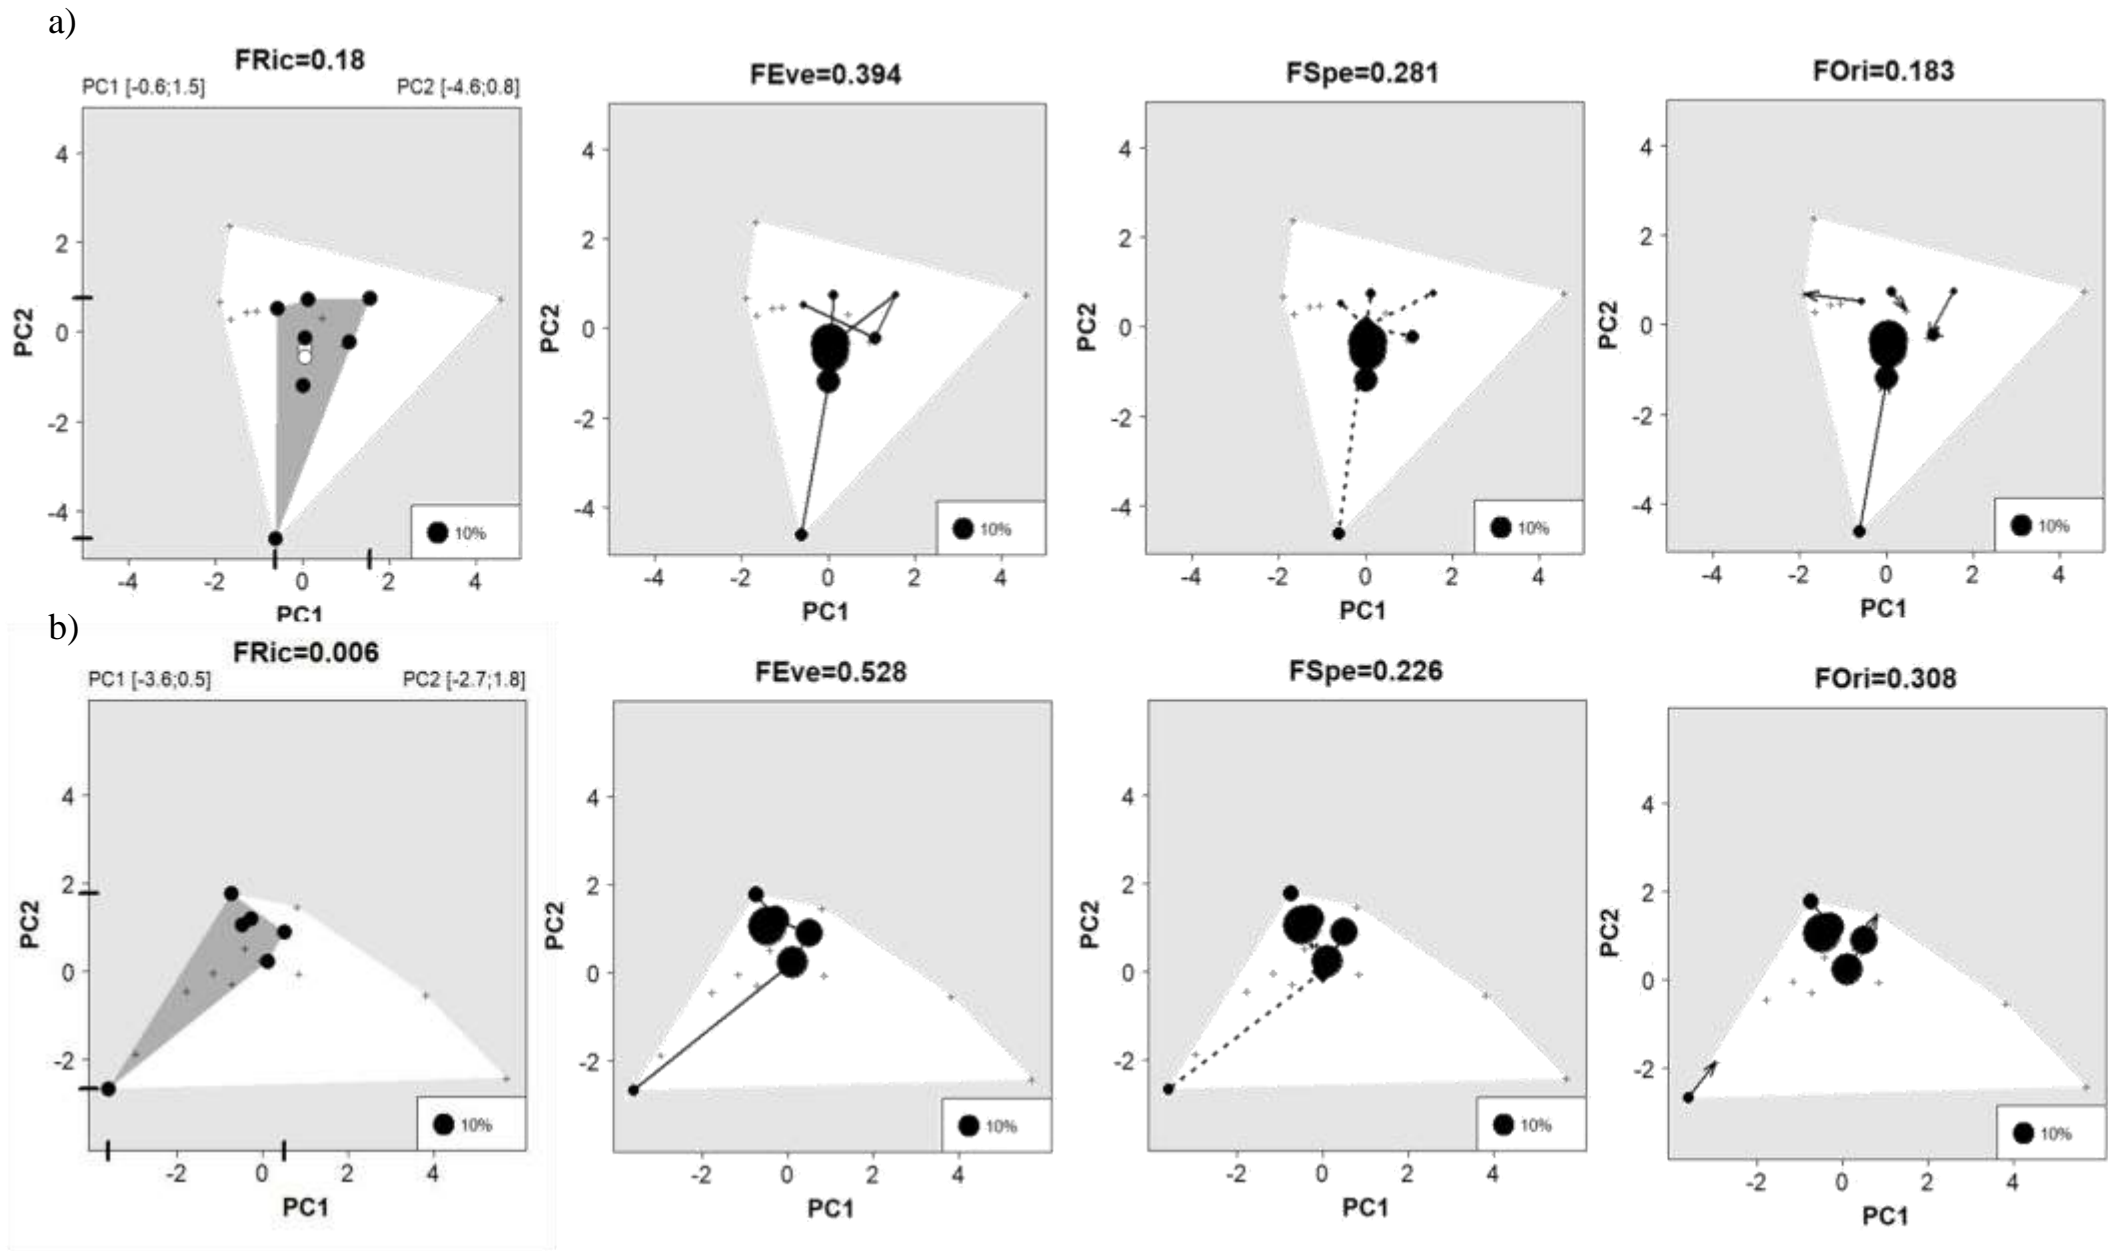 a)
FRic=0.18
PC1 [-0.6;1.5] PC2 [-4.6;0.8]
4
2
0
-2
-4
PC2
10%
-4 -2 0 2 4
PC1
FEve=0.394
4
2
0
-2
-4
PC2
10%
-4 -2 0 2 4
PC1
FSpe=0.281
4
2
0
-2
-4
PC2
10%
-4 -2 0 2 4
PC1
FOri=0.183
4
2
0
-2
-4
PC2
10%
-4 -2 0 2 4
PC1
b)
FRic=0.006
PC1 [-3.6;0.5] PC2 [-2.7;1.8]
4
2
0
-2
PC2
10%
-2 0 2 4
PC1
FEve=0.528
4
2
0
-2
PC2
10%
-2 0 2 4
PC1
FSpe=0.226
4
2
0
-2
PC2
10%
-2 0 2 4
PC1
FOri=0.308
4
2
0
-2
PC2
10%
-2 0 2 4
PC1